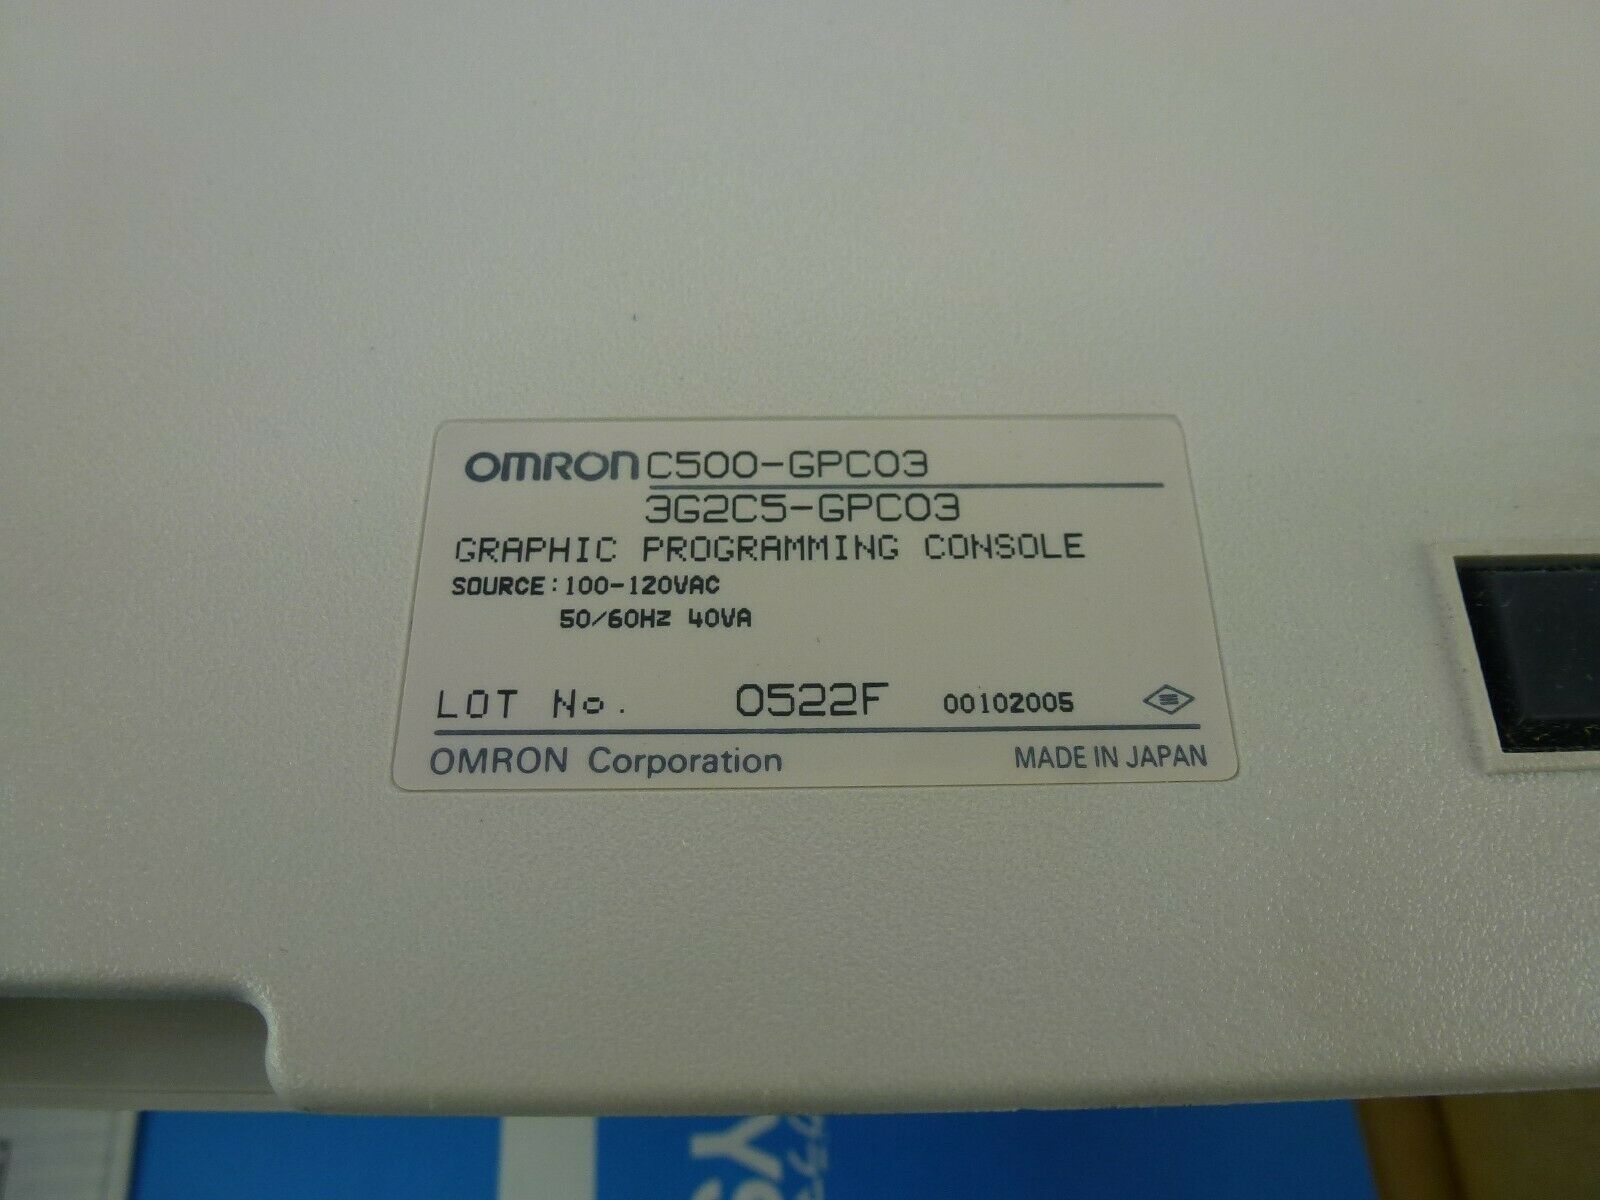 OMRON C500-GPC03
3G2C5-GPC03
GRAPHIC PROGRAMMING CONSOLE
SOURCE:100-120VAC
50/60Hz 40VA
LOT No. 0522F 00102005
OMRON Corporation MADE IN JAPAN